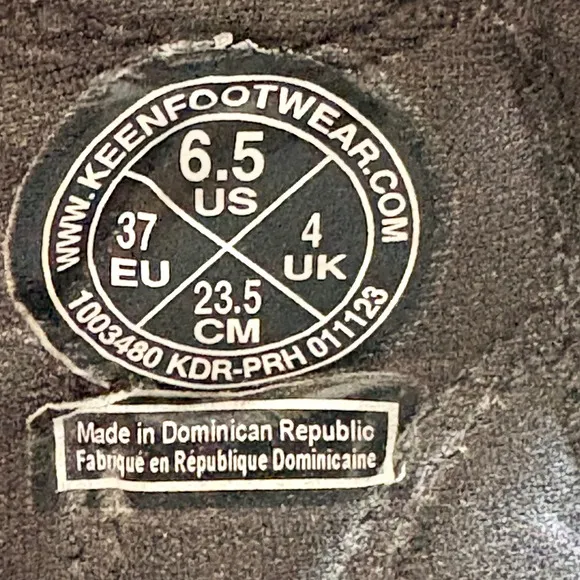 WWW.KEENFOOTWEAR.COM
6.5
US
37
EU
4
UK
23.5
CM
1003480 KDR-PRH 011123
Made in Dominican Republic
Fabriqué en République Dominicaine